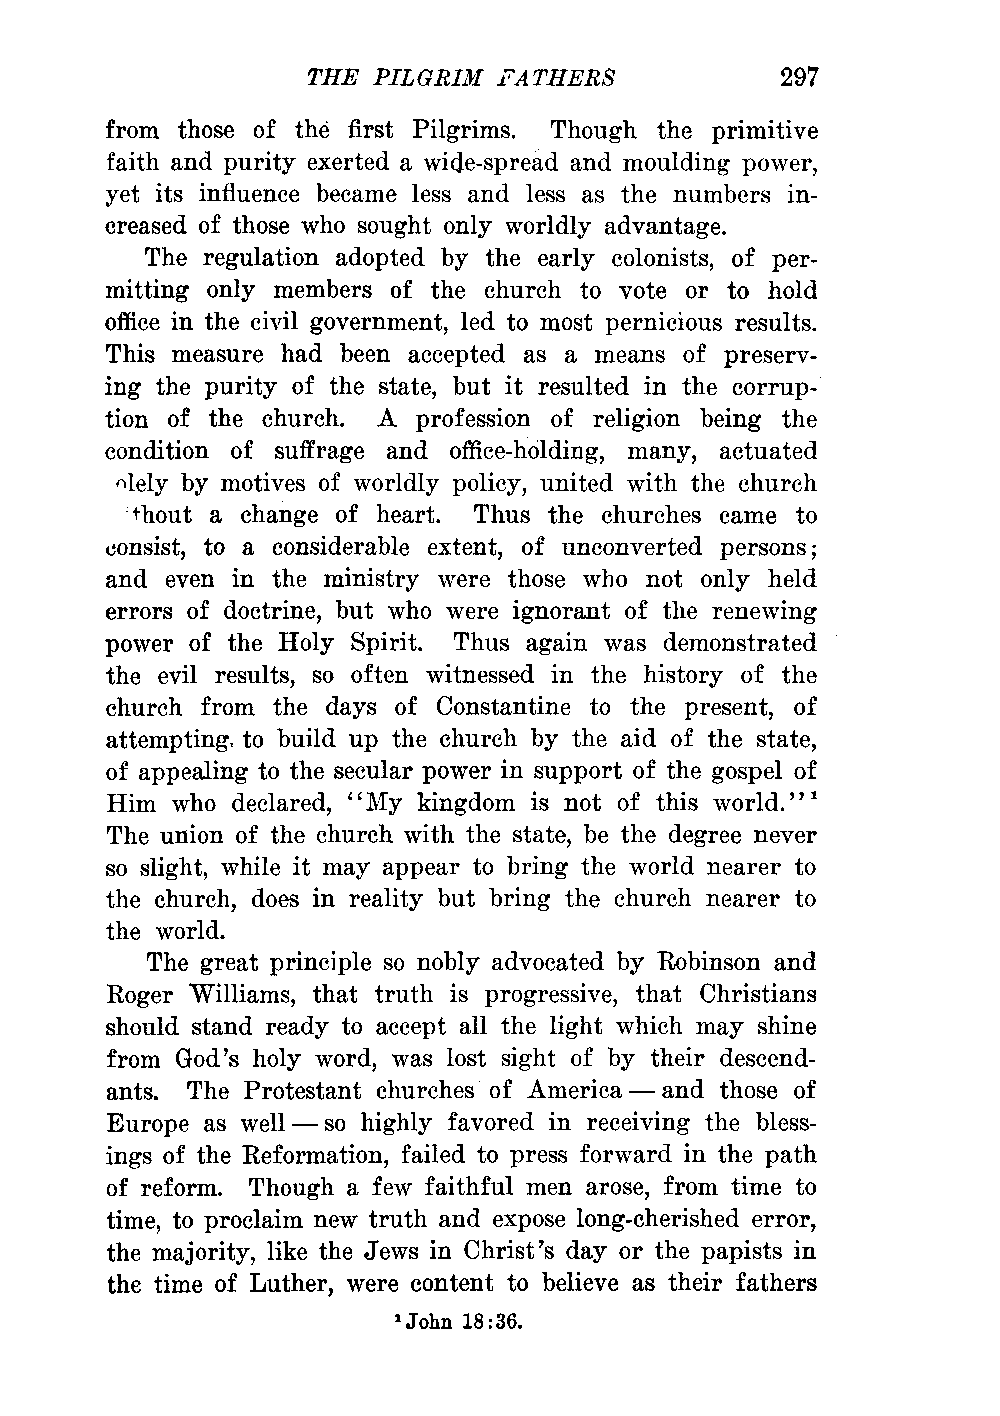 THE PILGRIM FATHERS 297
from those of the first Pilgrims. Though the primitive
faith and purity exerted a wide-spread and moulding power,
yet its influence became less and less as the numbers in-
creased of those who sought only worldly advantage.
The regulation adopted by the early colonists, of per-
mitting only members of the church to vote or to hold
office in the civil government, led to most pernicious results.
This measure had been accepted as a means of preserv-
ing the purity of the state, but it resulted in the corrup-
tion of the church. A profession of religion being the
condition of suffrage and office-holding, many, actuated
olely by motives of worldly policy, united with the church
thout a change of heart. Thus the churches came to
consist, to a considerable extent, of unconverted persons;
and even in the ministry were those who not only held
errors of doctrine, but who were ignorant of the renewing
power of the Holy Spirit. Thus again was demonstrated
the evil results, so often witnessed in the history of the
church from the days of Constantine to the present, of
attempting to build up the church by the aid of the state,
of appealing to the secular power in support of the gospel of
Him who declared, "My kingdom is not of this world."¹
The union of the church with the state, be the degree never
so slight, while it may appear to bring the world nearer to
the church, does in reality but bring the church nearer to
the world.
The great principle so nobly advocated by Robinson and
Roger Williams, that truth is progressive, that Christians
should stand ready to accept all the light which may shine
from God's holy word, was lost sight of by their descend-
ants. The Protestant churches of America — and those of
Europe as well — so highly favored in receiving the bless-
ings of the Reformation, failed to press forward in the path
of reform. Though a few faithful men arose, from time to
time, to proclaim new truth and expose long-cherished error,
the majority, like the Jews in Christ's day or the papists in
the time of Luther, were content to believe as their fathers
¹ John 18:36.